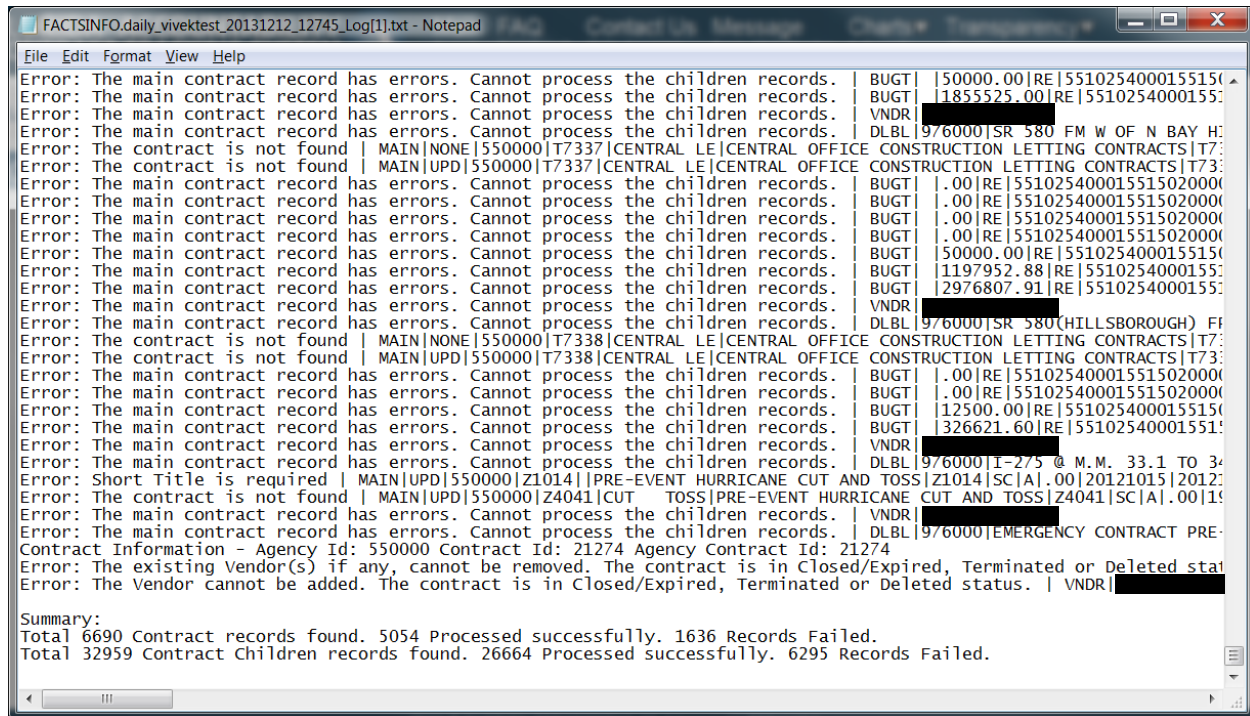 FAQ Contact Us Message Charts Transparency
FACTSINFO.daily_vivektest_20131212_12745_Log[1].txt - Notepad
File Edit Format View Help
Error: The main contract record has errors. Cannot process the children records. | BUGT| |50000.00|RE|5510254000155150
Error: The main contract record has errors. Cannot process the children records. | BUGT| |1855525.00|RE|55102540001551
Error: The main contract record has errors. Cannot process the children records. | VNDR|
Error: The main contract record has errors. Cannot process the children records. | DLBL|976000|SR 580 FM W OF N BAY HI
Error: The contract is not found | MAIN|NONE|550000|T7337|CENTRAL LE|CENTRAL OFFICE CONSTRUCTION LETTING CONTRACTS|T73
Error: The contract is not found | MAIN|UPD|550000|T7337|CENTRAL LE|CENTRAL OFFICE CONSTRUCTION LETTING CONTRACTS|T733
Error: The main contract record has errors. Cannot process the children records. | BUGT| |.00|RE|55102540001551502000
Error: The main contract record has errors. Cannot process the children records. | BUGT| |.00|RE|55102540001551502000
Error: The main contract record has errors. Cannot process the children records. | BUGT| |.00|RE|55102540001551502000
Error: The main contract record has errors. Cannot process the children records. | BUGT| |.00|RE|55102540001551502000
Error: The main contract record has errors. Cannot process the children records. | BUGT| |50000.00|RE|551025400015515
Error: The main contract record has errors. Cannot process the children records. | BUGT| |1197952.88|RE|55102540001551
Error: The main contract record has errors. Cannot process the children records. | BUGT| |2976807.91|RE|55102540001551
Error: The main contract record has errors. Cannot process the children records. | VNDR|
Error: The main contract record has errors. Cannot process the children records. | DLBL|976000|SR 580(HILLSBOROUGH) FR
Error: The contract is not found | MAIN|NONE|550000|T7338|CENTRAL LE|CENTRAL OFFICE CONSTRUCTION LETTING CONTRACTS|T7
Error: The contract is not found | MAIN|UPD|550000|T7338|CENTRAL LE|CENTRAL OFFICE CONSTRUCTION LETTING CONTRACTS|T73
Error: The main contract record has errors. Cannot process the children records. | BUGT| |.00|RE|55102540001551502000
Error: The main contract record has errors. Cannot process the children records. | BUGT| |.00|RE|55102540001551502000
Error: The main contract record has errors. Cannot process the children records. | BUGT| |12500.00|RE|551025400015515
Error: The main contract record has errors. Cannot process the children records. | BUGT| |326621.60|RE|55102540001551
Error: The main contract record has errors. Cannot process the children records. | VNDR|
Error: The main contract record has errors. Cannot process the children records. | DLBL|976000|I-275 @ M.M. 33.1 TO 34
Error: Short Title is required | MAIN|UPD|550000|Z1014||PRE-EVENT HURRICANE CUT AND TOSS|Z1014|SC|A|.00|20121015|2012
Error: The contract is not found | MAIN|UPD|550000|Z4041|CUT   TOSS|PRE-EVENT HURRICANE CUT AND TOSS|Z4041|SC|A|.00|19
Error: The main contract record has errors. Cannot process the children records. | VNDR|
Error: The main contract record has errors. Cannot process the children records. | DLBL|976000|EMERGENCY CONTRACT PRE-
Contract Information - Agency Id: 550000 Contract Id: 21274 Agency Contract Id: 21274
Error: The existing Vendor(s) if any, cannot be removed. The contract is in Closed/Expired, Terminated or Deleted stat
Error: The Vendor cannot be added. The contract is in Closed/Expired, Terminated or Deleted status. | VNDR|
Summary:
Total 6690 Contract records found. 5054 Processed successfully. 1636 Records Failed.
Total 32959 Contract Children records found. 26664 Processed successfully. 6295 Records Failed.